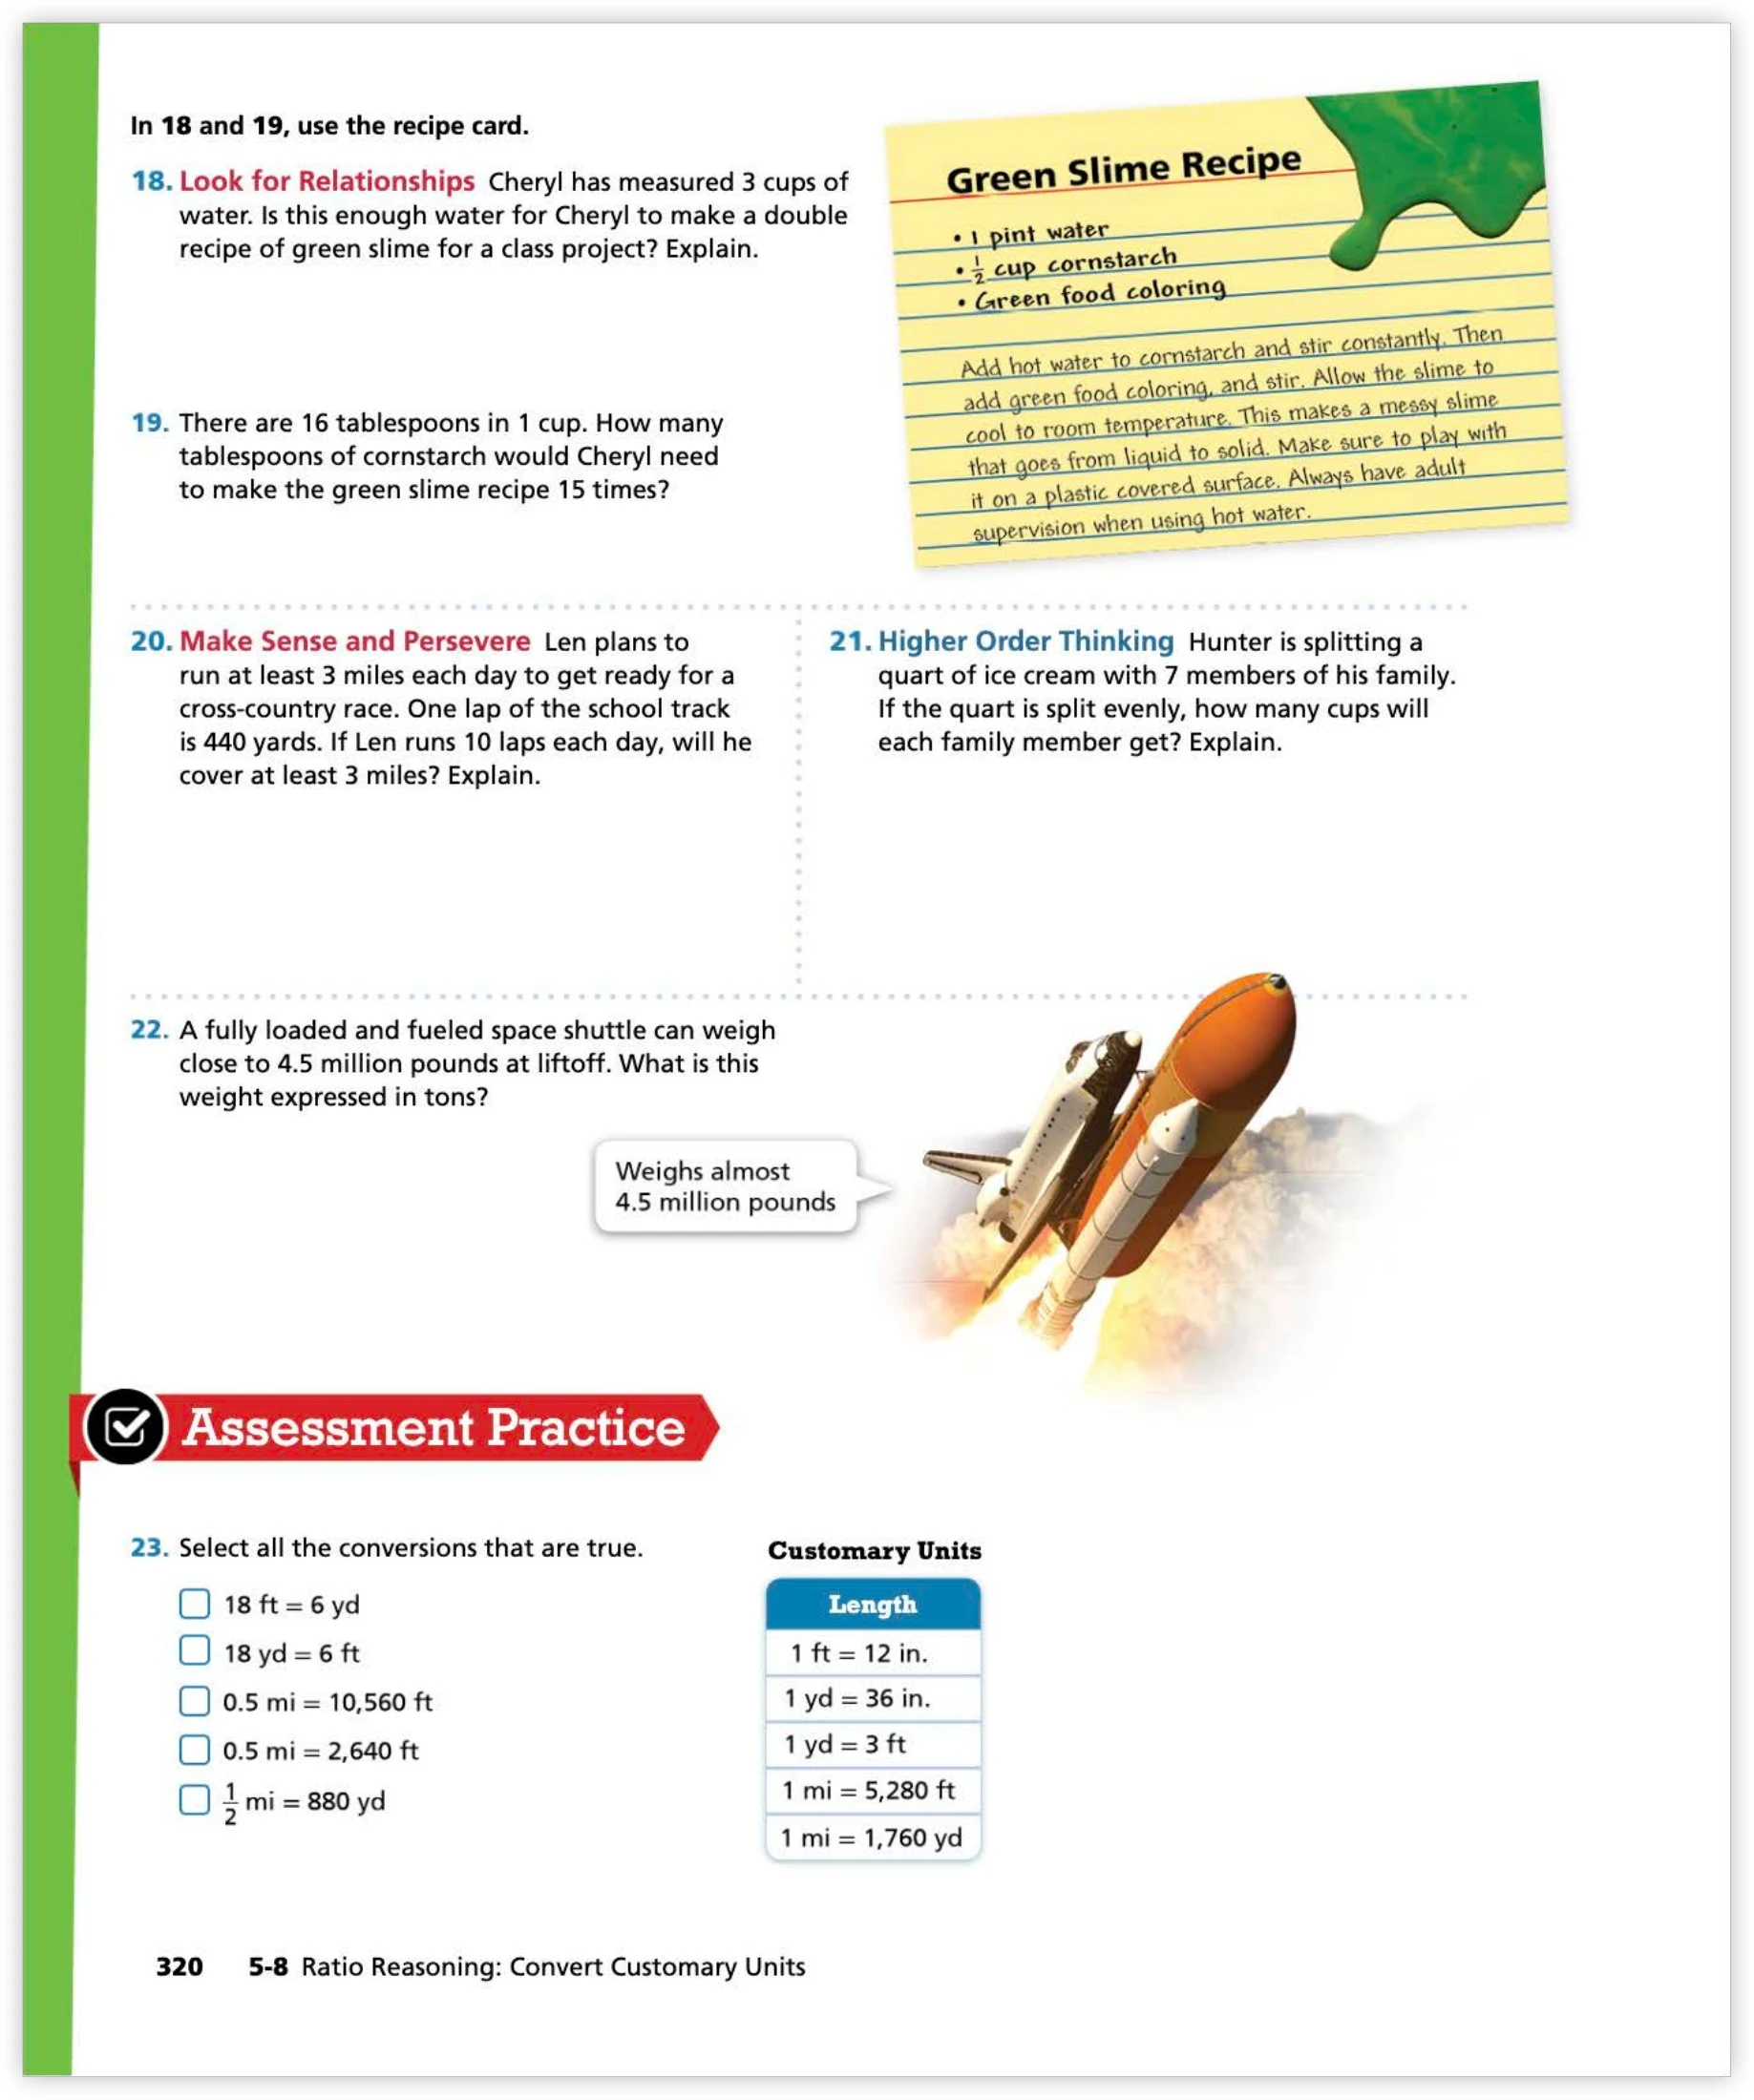 In 18 and 19, use the recipe card.
18. Look for Relationships Cheryl has measured 3 cups of
water. Is this enough water for Cheryl to make a double
recipe of green slime for a class project? Explain.
Green Slime Recipe
• 1 pint water
• 1/2 cup cornstarch
• Green food coloring
Add hot water to cornstarch and stir constantly. Then
add green food coloring, and stir. Allow the slime to
cool to room temperature. This makes a messy slime
that goes from liquid to solid. Make sure to play with
it on a plastic covered surface. Always have adult
supervision when using hot water.
19. There are 16 tablespoons in 1 cup. How many
tablespoons of cornstarch would Cheryl need
to make the green slime recipe 15 times?
20. Make Sense and Persevere Len plans to
run at least 3 miles each day to get ready for a
cross-country race. One lap of the school track
is 440 yards. If Len runs 10 laps each day, will he
cover at least 3 miles? Explain.
21. Higher Order Thinking Hunter is splitting a
quart of ice cream with 7 members of his family.
If the quart is split evenly, how many cups will
each family member get? Explain.
22. A fully loaded and fueled space shuttle can weigh
close to 4.5 million pounds at liftoff. What is this
weight expressed in tons?
Weighs almost
4.5 million pounds
Assessment Practice
23. Select all the conversions that are true.
18 ft = 6 yd
18 yd = 6 ft
0.5 mi = 10,560 ft
0.5 mi = 2,640 ft
1/2 mi = 880 yd
Customary Units
Length
1 ft = 12 in.
1 yd = 36 in.
1 yd = 3 ft
1 mi = 5,280 ft
1 mi = 1,760 yd
320 5-8 Ratio Reasoning: Convert Customary Units